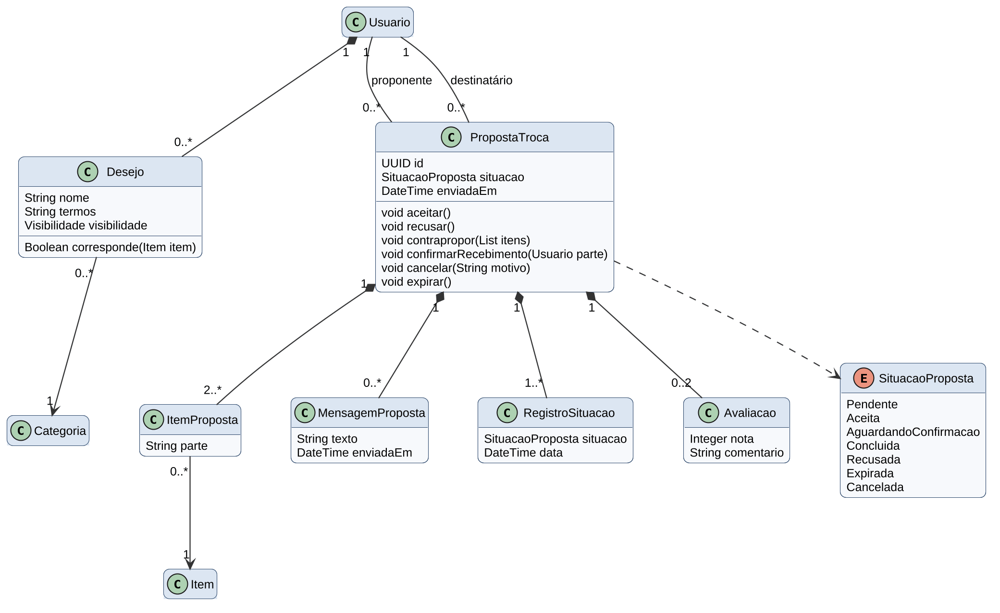 C Usuario
1
1
1
proponente
destinatário
0..*
0..*
0..*
C Desejo
String nome
String termos
Visibilidade visibilidade
Boolean corresponde(Item item)
C PropostaTroca
UUID id
SituacaoProposta situacao
DateTime enviadaEm
void aceitar()
void recusar()
void contrapropor(List itens)
void confirmarRecebimento(Usuario parte)
void cancelar(String motivo)
void expirar()
0..*
1
1
1
1
1
2..*
0..*
1..*
0..2
C Categoria
C ItemProposta
String parte
C MensagemProposta
String texto
DateTime enviadaEm
C RegistroSituacao
SituacaoProposta situacao
DateTime data
C Avaliacao
Integer nota
String comentario
E SituacaoProposta
Pendente
Aceita
AguardandoConfirmacao
Concluida
Recusada
Expirada
Cancelada
0..*
1
C Item